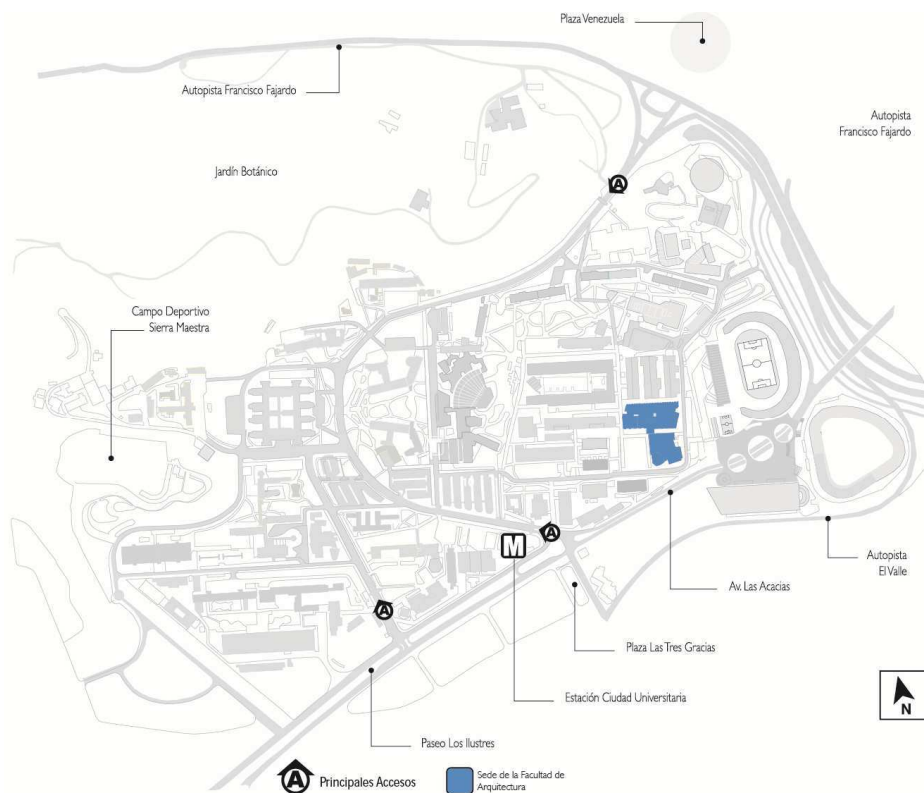 Plaza Venezuela
Autopista Francisco Fajardo
Autopista
Francisco Fajardo
Jardín Botánico
A
Campo Deportivo
Sierra Maestra
A
M
Autopista
El Valle
Av. Las Acacias
A
Plaza Las Tres Gracias
Estación Ciudad Universitaria
N
Paseo Los Ilustres
A Principales Accesos
Sede de la Facultad de
Arquitectura